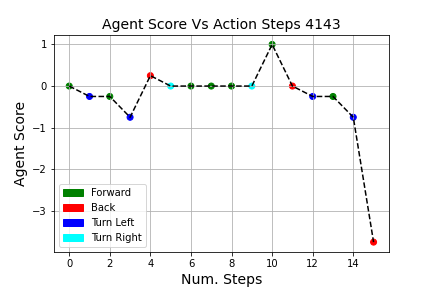 Agent Score Vs Action Steps 4143
1
0
−1
−2
−3
Agent Score
Forward
Back
Turn Left
Turn Right
0 2 4 6 8 10 12 14
Num. Steps